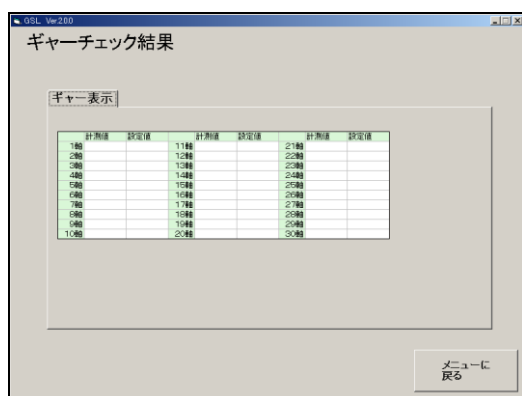 GSL Ver.2.0.0
ギャーチェック結果
ギャー表示
計測値 設定値 計測値 設定値 計測値 設定値
1軸 11軸 21軸
2軸 12軸 22軸
3軸 13軸 23軸
4軸 14軸 24軸
5軸 15軸 25軸
6軸 16軸 26軸
7軸 17軸 27軸
8軸 18軸 28軸
9軸 19軸 29軸
10軸 20軸 30軸
メニューに
戻る